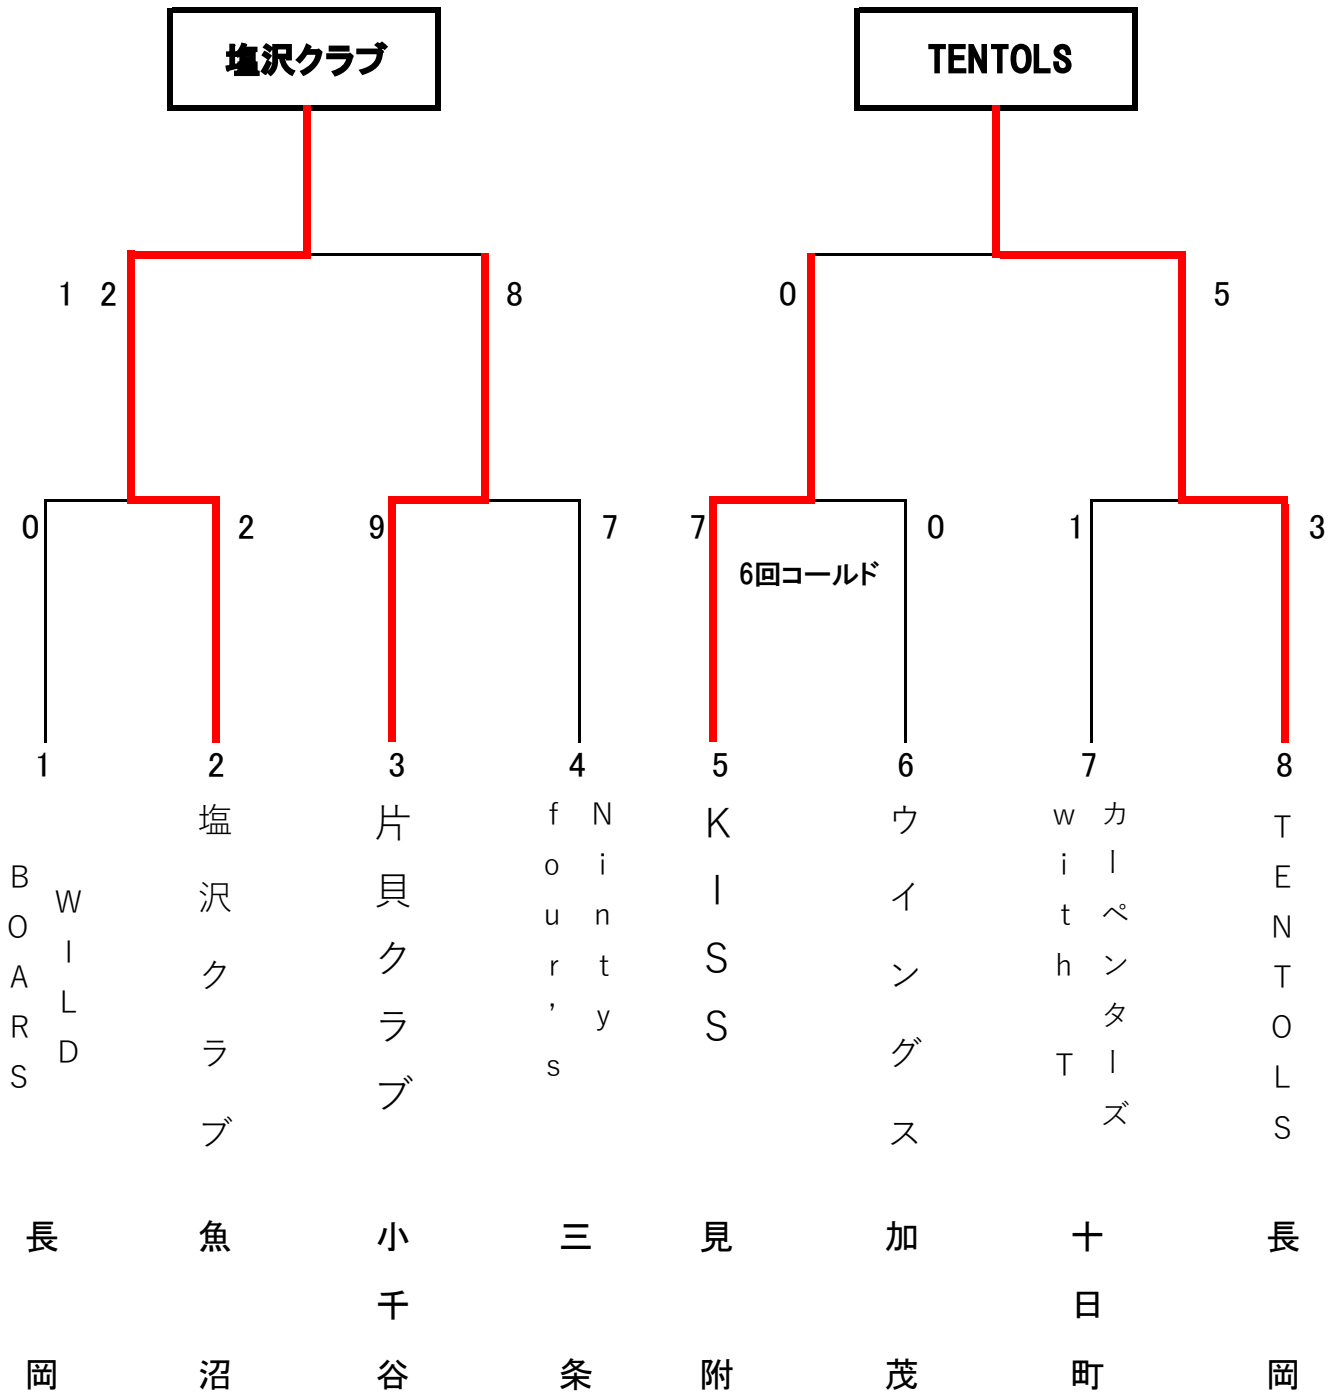 塩沢クラブ
TENTOLS
1 2
8
0
5
0
2
9
7
7
0
1
3
6回コールド
1
2
3
4
5
6
7
8
WILD
BOARS
塩沢クラブ
片貝クラブ
Ninty
four's
KISS
ウイングス
カーペンターズ
with T
TENTOLS
長岡
魚沼
小千谷
三条
見附
加茂
十日町
長岡